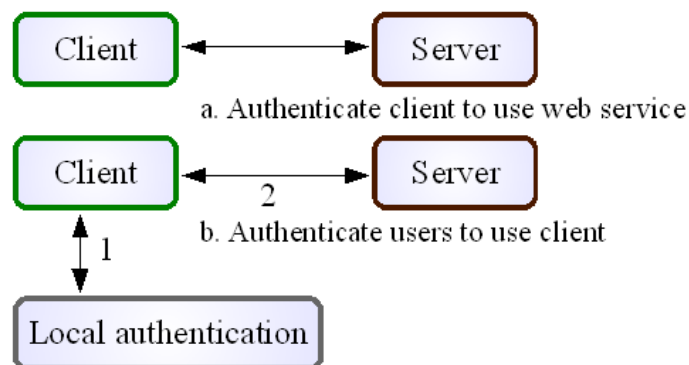 Client
Server
a. Authenticate client to use web service
Client
Server
2
b. Authenticate users to use client
1
Local authentication